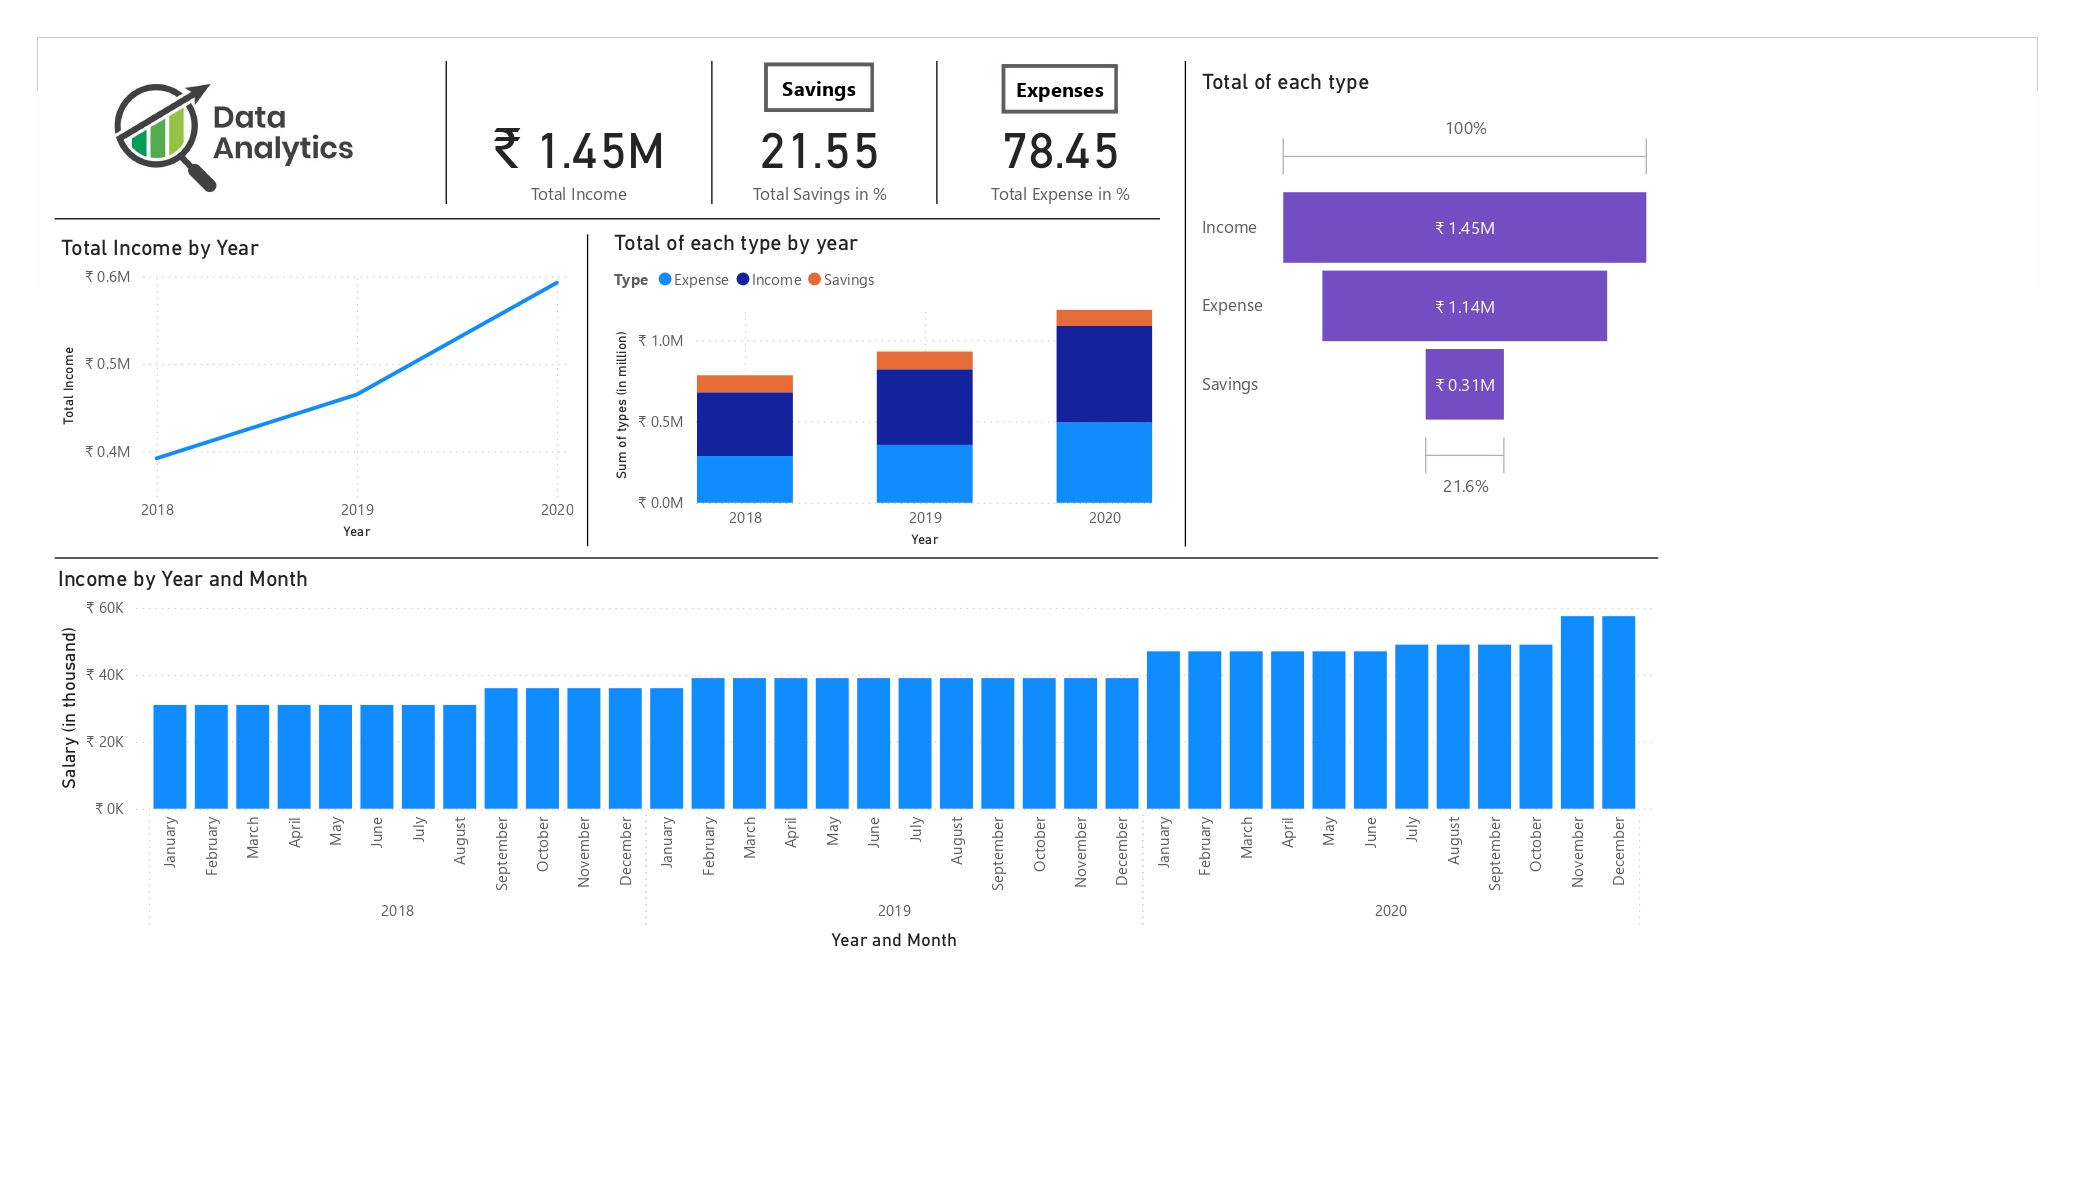 Data
Analytics
₹ 1.45M
Total Income
Savings
21.55
Total Savings in %
Expenses
78.45
Total Expense in %
Total of each type
100%
Income
₹ 1.45M
Expense
₹ 1.14M
Savings
₹ 0.31M
21.6%
Total Income by Year
Total Income
₹ 0.6M
₹ 0.5M
₹ 0.4M
2018 2019 2020
Year
Total of each type by year
Type Expense Income Savings
Sum of types (in million)
₹ 1.0M
₹ 0.5M
₹ 0.0M
2018 2019 2020
Year
Income by Year and Month
Salary (in thousand)
₹ 60K
₹ 40K
₹ 20K
₹ 0K
January February March April May June July August September October November December January February March April May June July August September October November December January February March April May June July August September October November December
2018 2019 2020
Year and Month